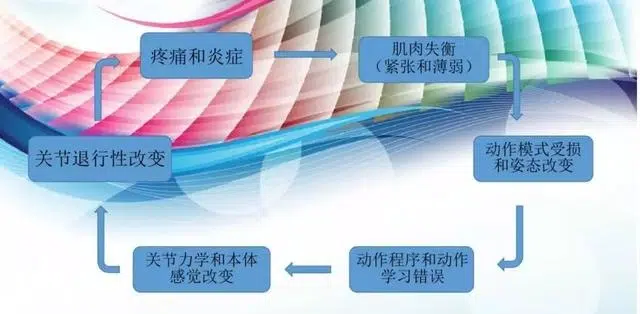 疼痛和炎症
肌肉失衡
（紧张和薄弱）
动作模式受损
和姿态改变
动作程序和动作
学习错误
关节力学和本体
感觉改变
关节退行性改变